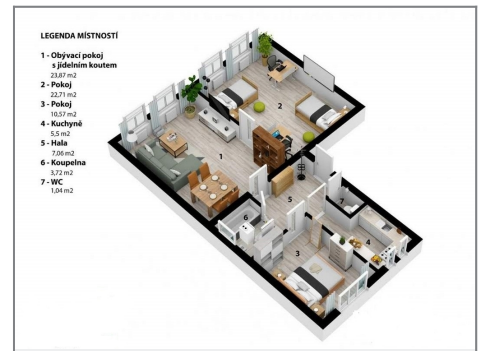 LEGENDA MÍSTNOSTÍ
1 - Obývací pokoj
s jídelním koutem
23,87 m2
2 - Pokoj
22,71 m2
3 - Pokoj
10,57 m2
4 - Kuchyně
5,5 m2
5 - Hala
7,06 m2
6 - Koupelna
3,72 m2
7 - WC
1,04 m2
2
1
7
5
6
4
3